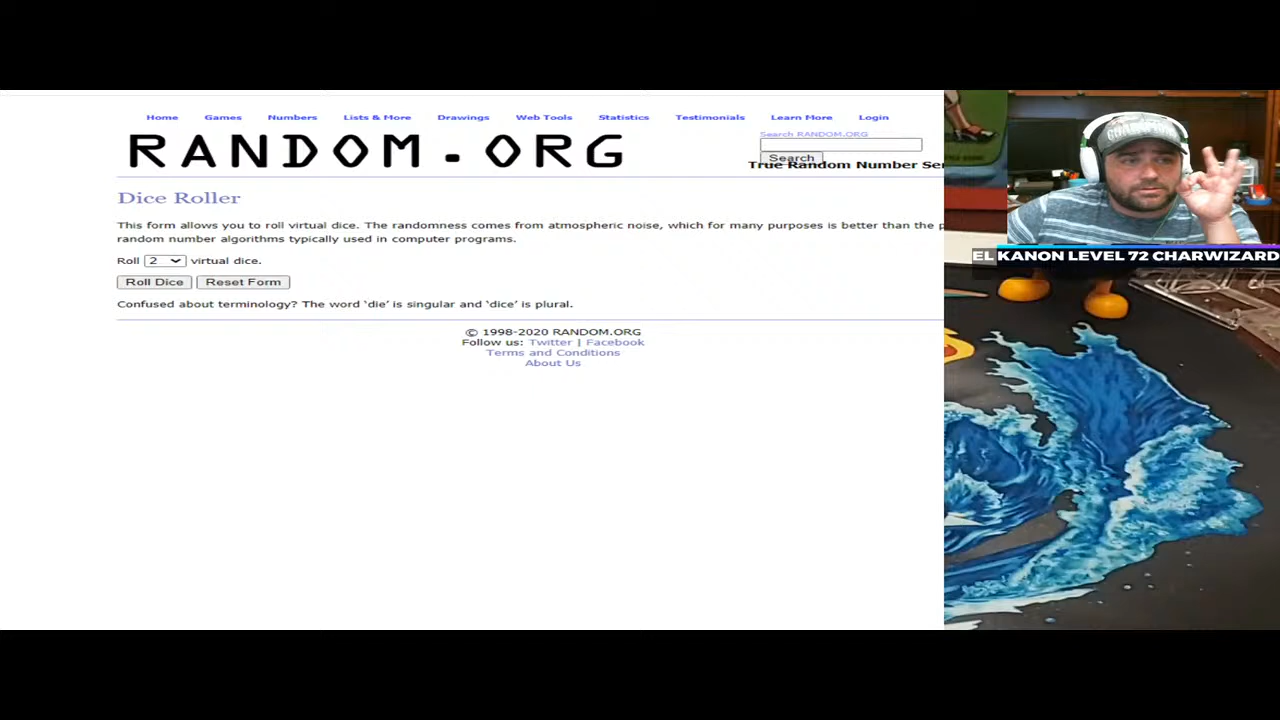 Home Games Numbers Lists & More Drawings Web Tools Statistics Testimonials Learn More Login
RANDOM.ORG
Search RANDOM.ORG
Search
True Random Number
Dice Roller
This form allows you to roll virtual dice. The randomness comes from atmospheric noise, which for many purposes is better than the
random number algorithms typically used in computer programs.
Roll 2 virtual dice.
Roll Dice Reset Form
Confused about terminology? The word ‘die’ is singular and ‘dice’ is plural.
© 1998-2020 RANDOM.ORG
Follow us: Twitter | Facebook
Terms and Conditions
About Us
EL KANON LEVEL 72 CHARWIZARD